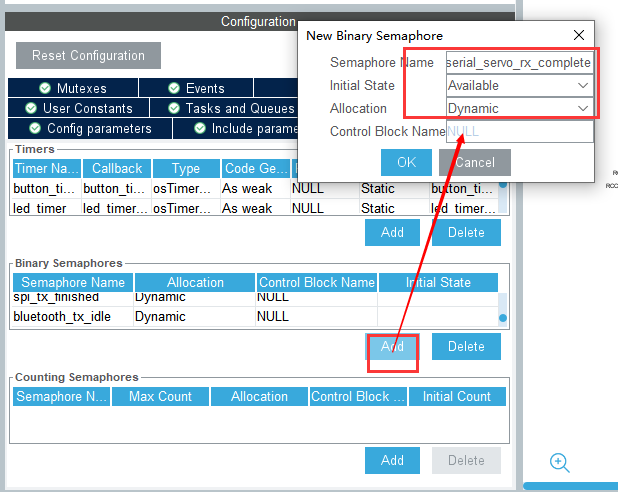 Configuration
Reset Configuration
Mutexes
Events
User Constants
Tasks and Queues
Config parameters
Include parame
New Binary Semaphore
Semaphore Name
serial_servo_rx_complete
Initial State
Available
Allocation
Dynamic
Control Block Name
NULL
OK
Cancel
Timers
Timer Na... Callback Type Code Ge...
button_ti... button_ti... osTimer... As weak NULL Static button_ti...
led_timer led_timer... osTimer... As weak NULL Static led_timer...
Add
Delete
Binary Semaphores
Semaphore Name Allocation Control Block Name Initial State
spi_tx_finished Dynamic NULL
bluetooth_tx_idle Dynamic NULL
Add
Delete
Counting Semaphores
Semaphore N... Max Count Allocation Control Block ... Initial Count
Add
Delete
RCC